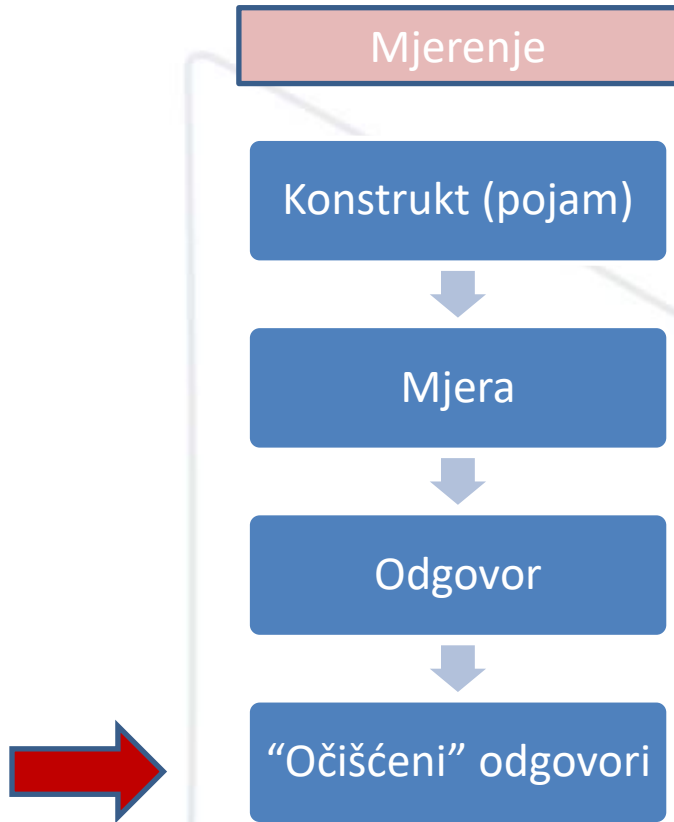 Mjerenje
Konstrukt (pojam)
Mjera
Odgovor
“Očišćeni” odgovori